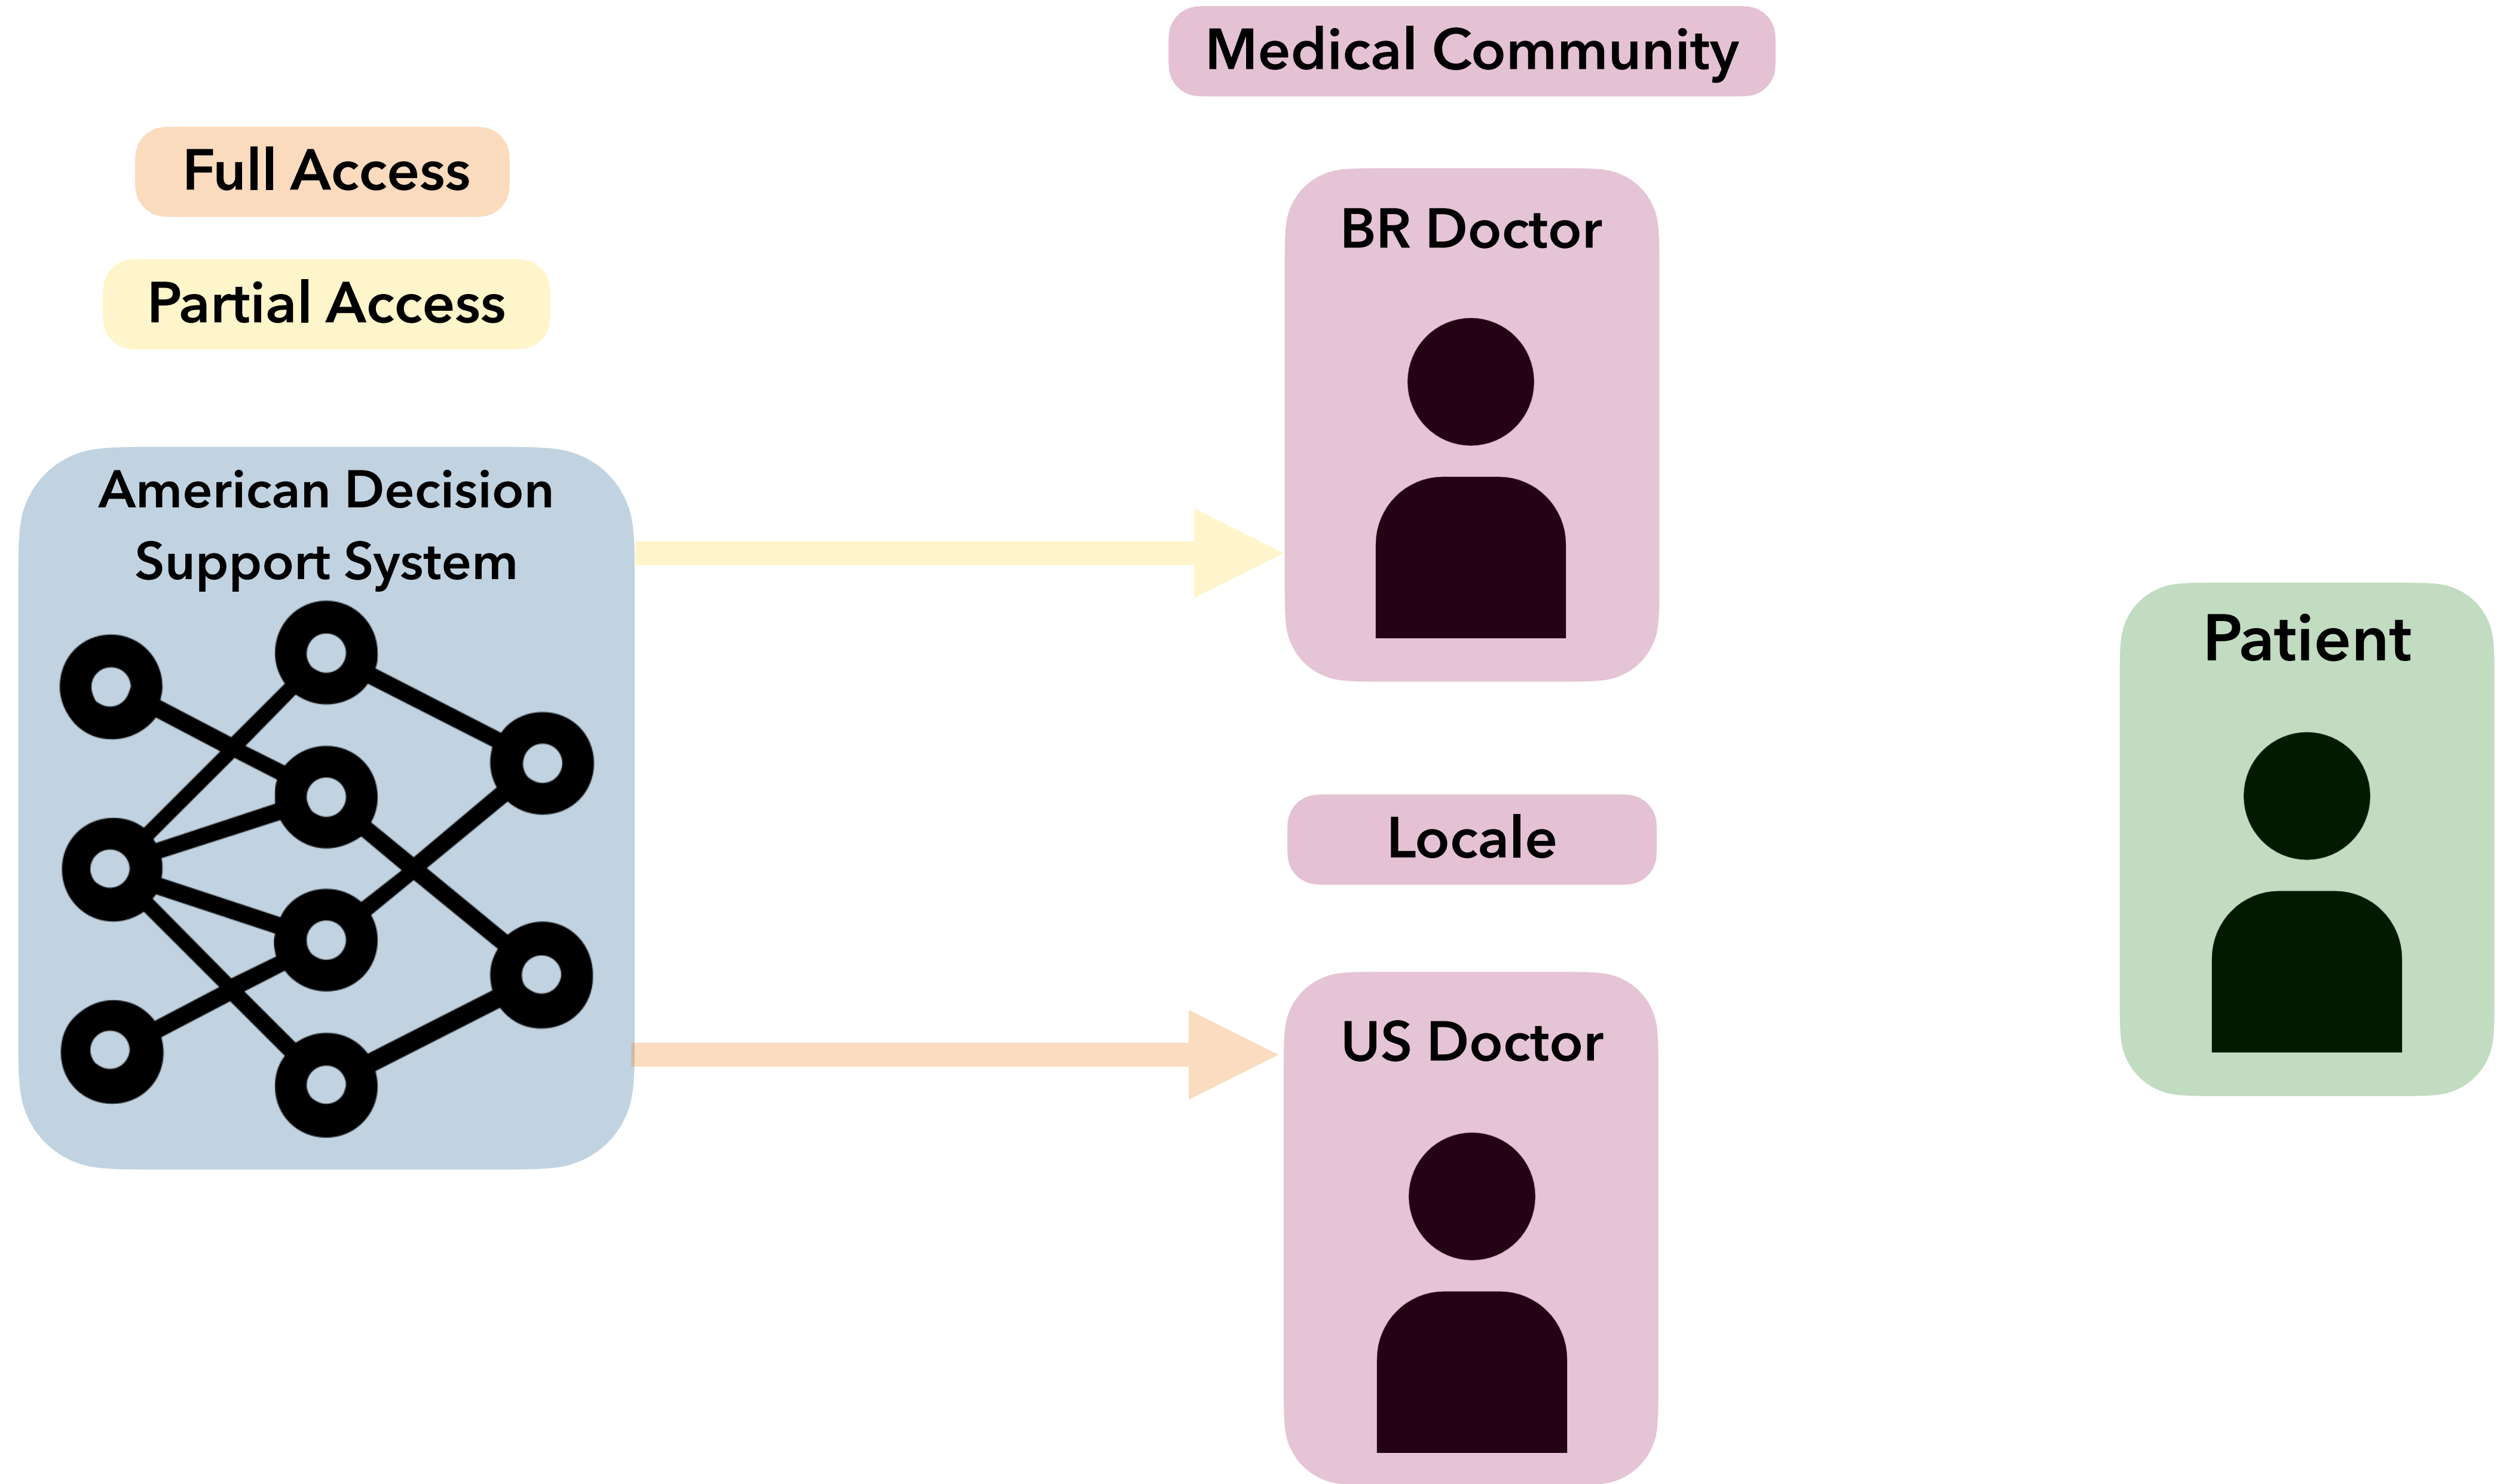 Medical Community
Full Access
Partial Access
BR Doctor
American Decision
Support System
Patient
Locale
US Doctor